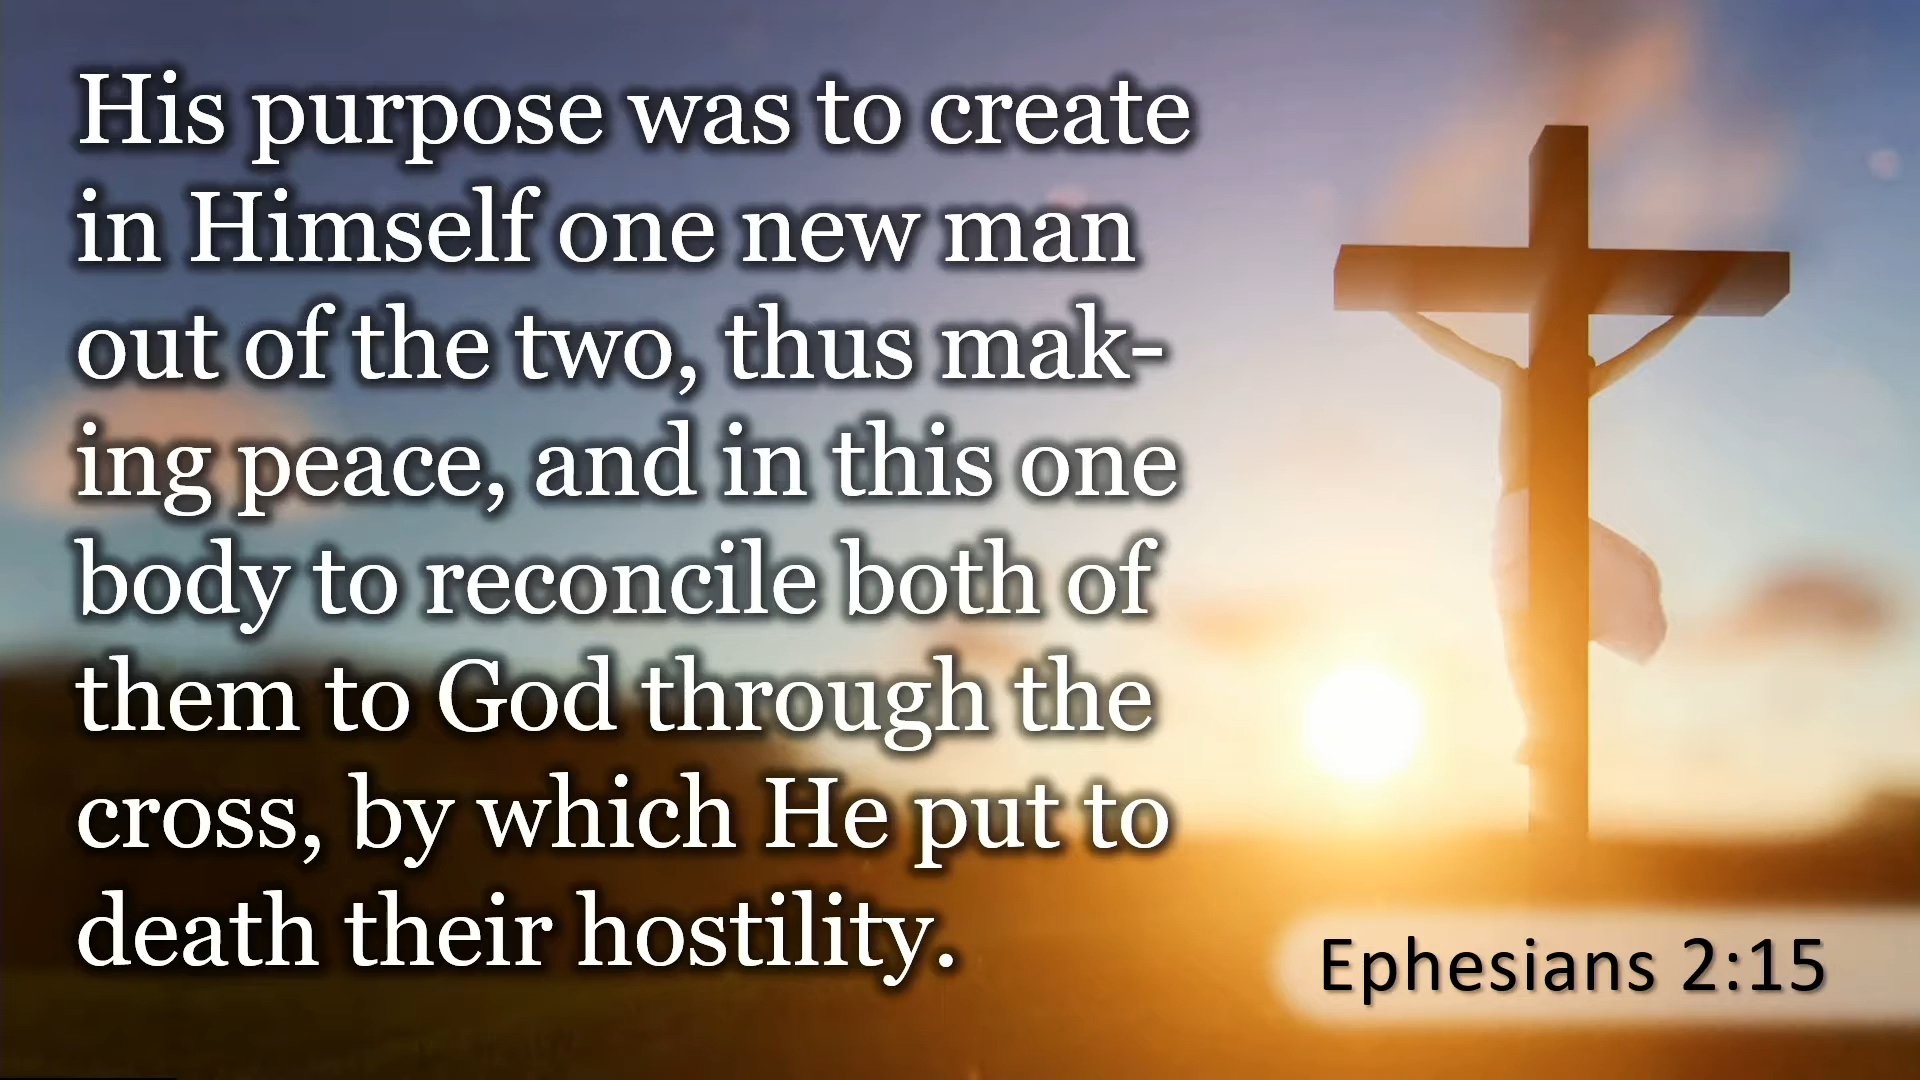 His purpose was to create
in Himself one new man
out of the two, thus mak-
ing peace, and in this one
body to reconcile both of
them to God through the
cross, by which He put to
death their hostility.
Ephesians 2:15